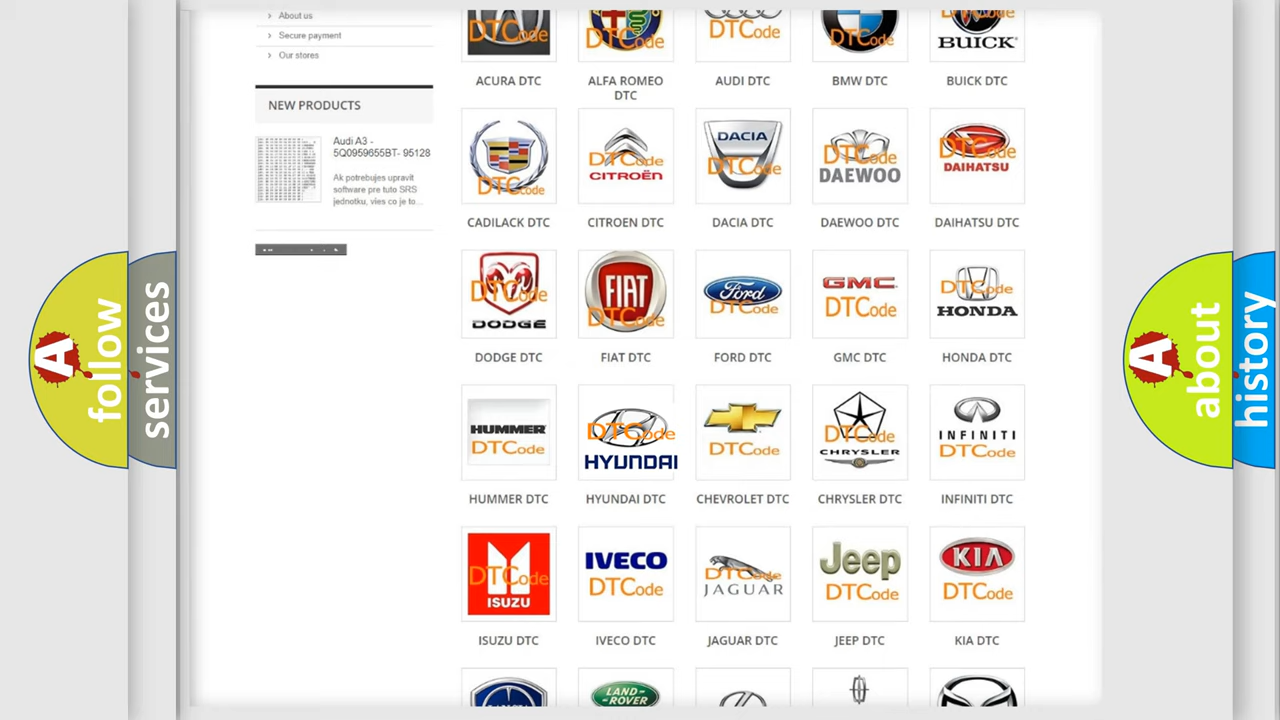 About us
Secure payment
Our stores
NEW PRODUCTS
Audi A3 -
5Q0959655BT- 95128
Ak potrebujes upravit
software pre tuto SRS
jednotku, vies co je to...
DTCode
DTCode
DTCode
DTCode
BUICK
ACURA DTC
ALFA ROMEO
DTC
AUDI DTC
BMW DTC
BUICK DTC
DTCode
DTCode
CITROËN
DACIA
DTCode
DTCode
DAEWOO
DTCode
DAIHATSU
CADILACK DTC
CITROEN DTC
DACIA DTC
DAEWOO DTC
DAIHATSU DTC
DTCode
DODGE
FIAT
DTCode
Ford
DTCode
GMC
DTCode
DTCode
HONDA
DODGE DTC
FIAT DTC
FORD DTC
GMC DTC
HONDA DTC
HUMMER
DTCode
DTCode
HYUNDAI
DTCode
DTCode
CHRYSLER
INFINITI
DTCode
HUMMER DTC
HYUNDAI DTC
CHEVROLET DTC
CHRYSLER DTC
INFINITI DTC
DTCode
ISUZU
IVECO
DTCode
DTCode
JAGUAR
Jeep
DTCode
KIA
DTCode
ISUZU DTC
IVECO DTC
JAGUAR DTC
JEEP DTC
KIA DTC
LAND-
ROVER
A
follow
services
A
about
history